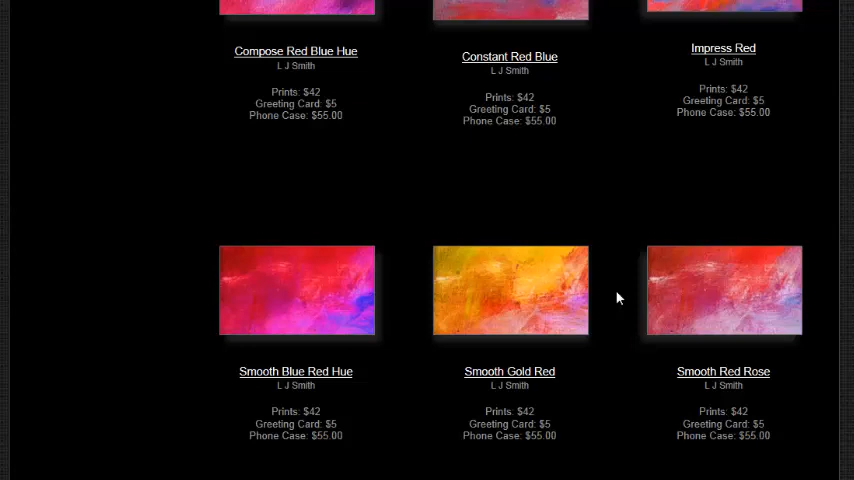 Compose Red Blue Hue
L J Smith
Prints: $42
Greeting Card: $5
Phone Case: $55.00
Constant Red Blue
L J Smith
Prints: $42
Greeting Card: $5
Phone Case: $55.00
Impress Red
L J Smith
Prints: $42
Greeting Card: $5
Phone Case: $55.00
Smooth Blue Red Hue
L J Smith
Prints: $42
Greeting Card: $5
Phone Case: $55.00
Smooth Gold Red
L J Smith
Prints: $42
Greeting Card: $5
Phone Case: $55.00
Smooth Red Rose
L J Smith
Prints: $42
Greeting Card: $5
Phone Case: $55.00